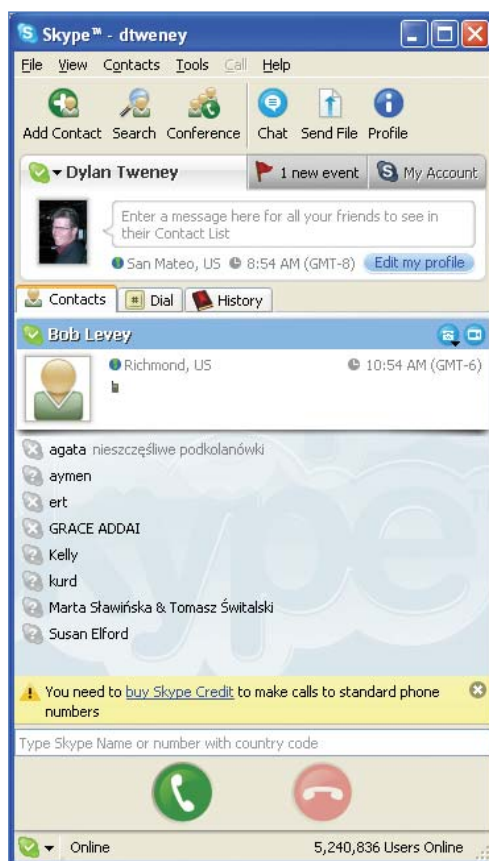 Skype™ - dtweney
File View Contacts Tools Call Help
Add Contact Search Conference Chat Send File Profile
Dylan Tweney 1 new event My Account
Enter a message here for all your friends to see in
their Contact List
San Mateo, US 8:54 AM (GMT-8) Edit my profile
Contacts # Dial History
Bob Levey
Richmond, US 10:54 AM (GMT-6)
agata nieszczęśliwe podkolanówki
aymen
ert
GRACE ADDAI
Kelly
kurd
Marta Sławińska & Tomasz Świtalski
Susan Elford
You need to buy Skype Credit to make calls to standard phone
numbers
Type Skype Name or number with country code
Online 5,240,836 Users Online